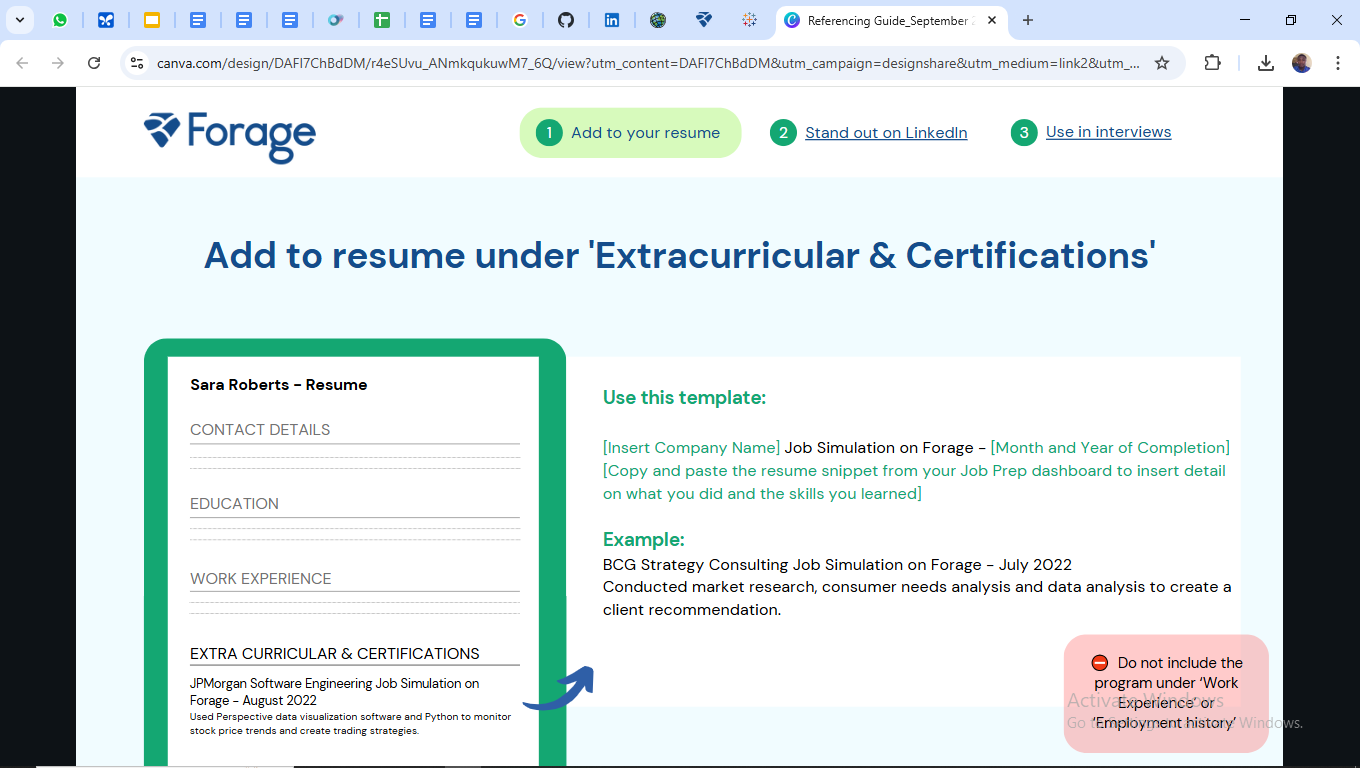 Referencing Guide_September
canva.com/design/DAFI7ChBdDM/r4eSUvu_ANmkqukuwM7_6Q/view?utm_content=DAFI7ChBdDM&utm_campaign=designshare&utm_medium=link2&utm_...
Forage
1 Add to your resume
2 Stand out on LinkedIn
3 Use in interviews
Add to resume under 'Extracurricular & Certifications'
Sara Roberts - Resume
CONTACT DETAILS
EDUCATION
WORK EXPERIENCE
EXTRA CURRICULAR & CERTIFICATIONS
JPMorgan Software Engineering Job Simulation on
Forage - August 2022
Used Perspective data visualization software and Python to monitor
stock price trends and create trading strategies.
Use this template:
[Insert Company Name] Job Simulation on Forage - [Month and Year of Completion]
[Copy and paste the resume snippet from your Job Prep dashboard to insert detail
on what you did and the skills you learned]
Example:
BCG Strategy Consulting Job Simulation on Forage - July 2022
Conducted market research, consumer needs analysis and data analysis to create a
client recommendation.
Do not include the
program under ‘Work
Experience’ or
‘Employment history’
Activate Windows
Go to Settings to activate Windows.